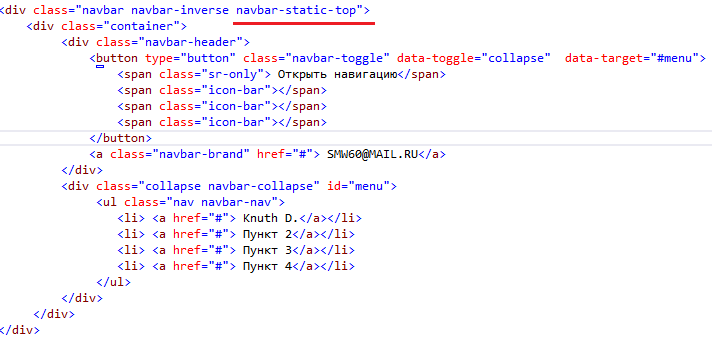 <div class="navbar navbar-inverse navbar-static-top">
<div class="container">
<div class="navbar-header">
<button type="button" class="navbar-toggle" data-toggle="collapse"  data-target="#menu">
<span class="sr-only"> Открыть навигацию</span>
<span class="icon-bar"></span>
<span class="icon-bar"></span>
<span class="icon-bar"></span>
</button>
<a class="navbar-brand" href="#"> SMW60@MAIL.RU</a>
</div>
<div class="collapse navbar-collapse" id="menu">
<ul class="nav navbar-nav">
<li> <a href="#"> Knuth D.</a></li>
<li> <a href="#"> Пункт 2</a></li>
<li> <a href="#"> Пункт 3</a></li>
<li> <a href="#"> Пункт 4</a></li>
</ul>
</div>
</div>
</div>